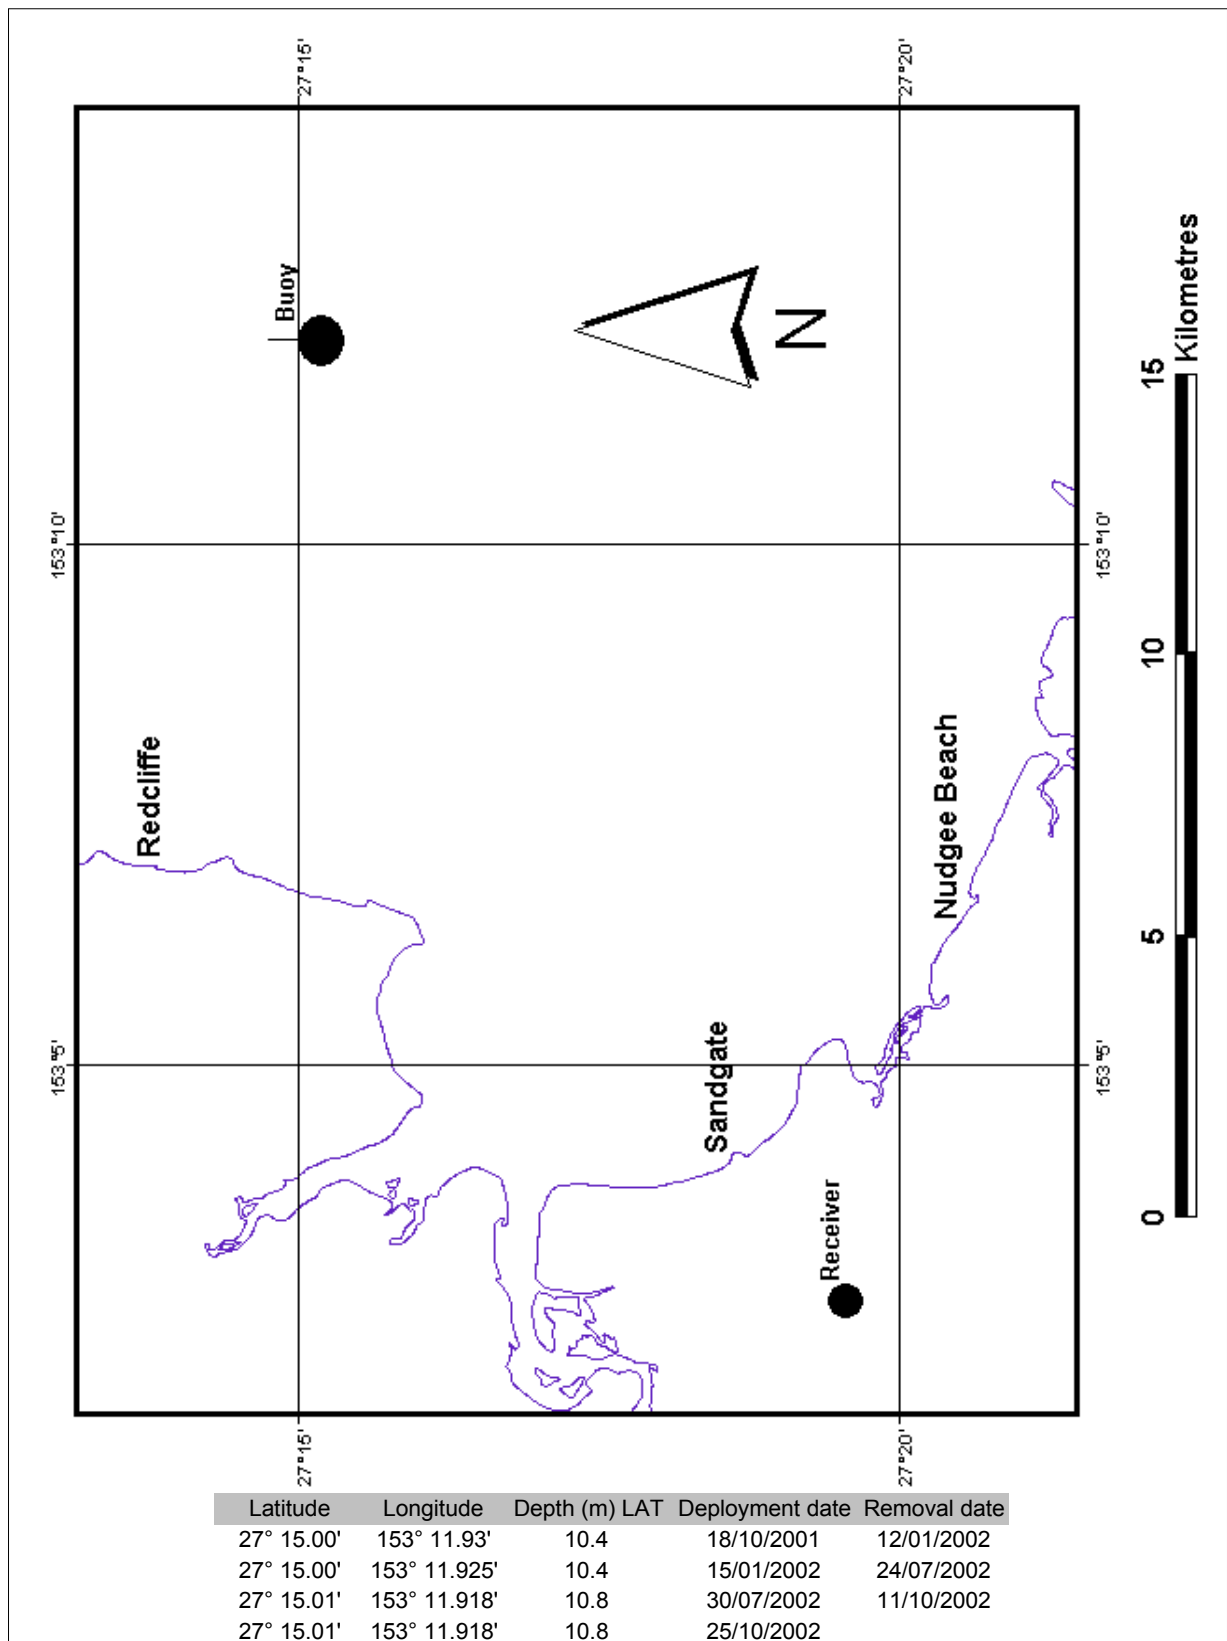 27°15'
27°20'
Buoy
N
15
Kilometres
153°10'
153°10'
10
Redcliffe
Nudgee Beach
5
153°5'
153°5'
Sandgate
Receiver
0
27°15'
27°20'
Latitude Longitude Depth (m) LAT Deployment date Removal date
27° 15.00' 153° 11.93' 10.4 18/10/2001 12/01/2002
27° 15.00' 153° 11.925' 10.4 15/01/2002 24/07/2002
27° 15.01' 153° 11.918' 10.8 30/07/2002 11/10/2002
27° 15.01' 153° 11.918' 10.8 25/10/2002